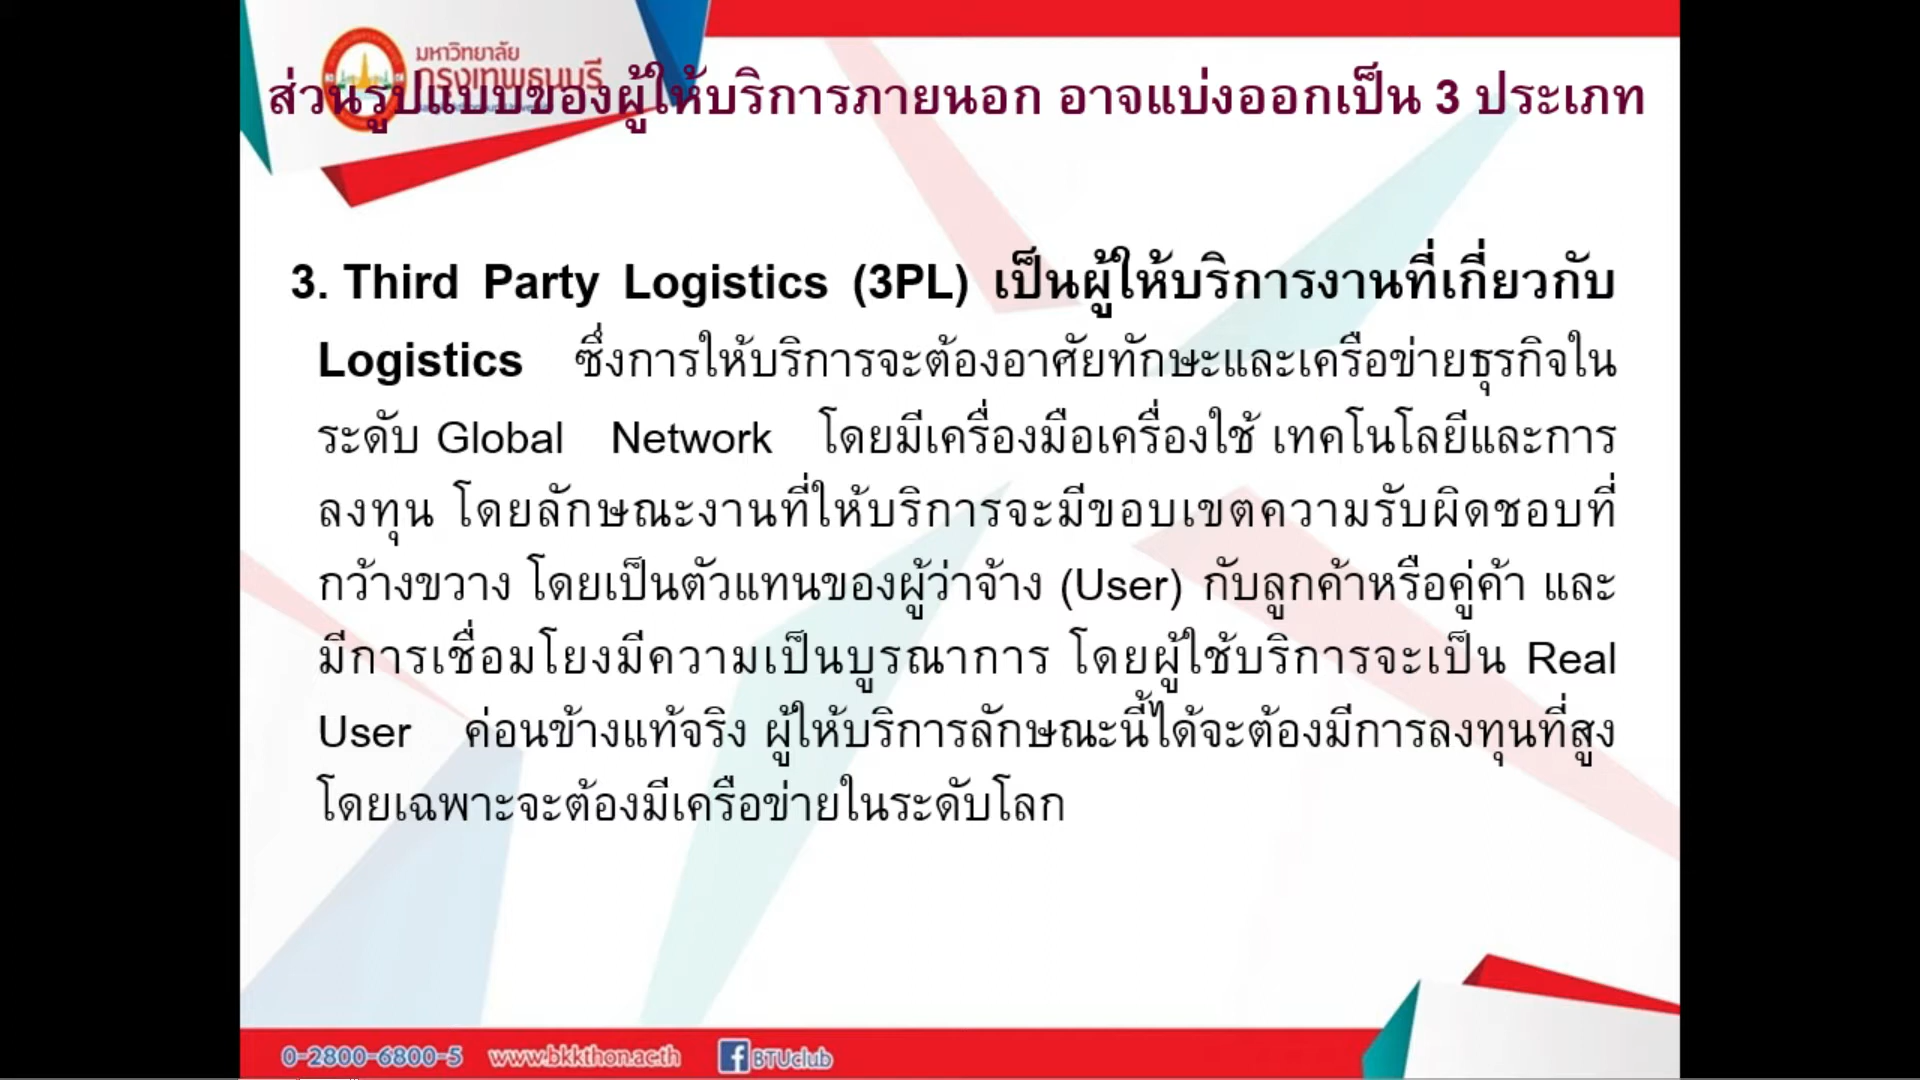 มหาวิทยาลัย
กรุงเทพธนบุรี
ส่วนรูปแบบของผู้ให้บริการภายนอก อาจแบ่งออกเป็น 3 ประเภท
3. Third Party Logistics (3PL) เป็นผู้ให้บริการงานที่เกี่ยวกับ
Logistics ซึ่งการให้บริการจะต้องอาศัยทักษะและเครือข่ายธุรกิจใน
ระดับ Global Network โดยมีเครื่องมือเครื่องใช้ เทคโนโลยีและการ
ลงทุน โดยลักษณะงานที่ให้บริการจะมีขอบเขตความรับผิดชอบที่
กว้างขวาง โดยเป็นตัวแทนของผู้ว่าจ้าง (User) กับลูกค้าหรือคู่ค้า และ
มีการเชื่อมโยงมีความเป็นบูรณาการ โดยผู้ใช้บริการจะเป็น Real
User ค่อนข้างแท้จริง ผู้ให้บริการลักษณะนี้ได้จะต้องมีการลงทุนที่สูง
โดยเฉพาะจะต้องมีเครือข่ายในระดับโลก
0-2800-6800-5 www.bkkthon.ac.th BTUclub